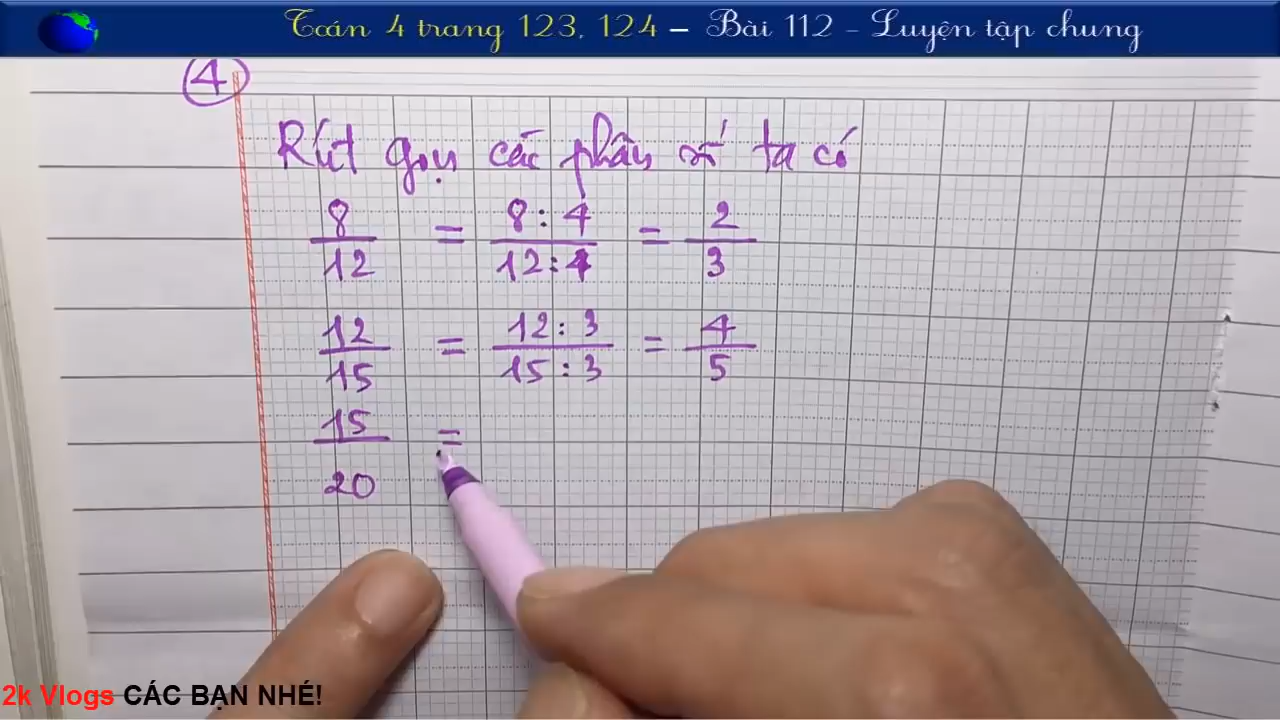 Toán 4 trang 123, 124 – Bài 112 - Luyện tập chung
4
Rút gọn các phân số ta có
8/12 = 8:4/12:4 = 2/3
12/15 = 12:3/15:3 = 4/5
15/20 =
2k Vlogs CÁC BẠN NHÉ!